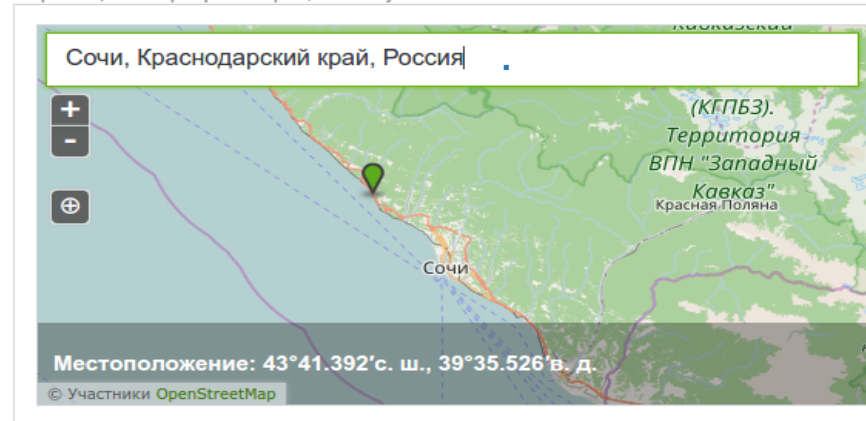 Сочи, Краснодарский край, Россия
+
-
(КГПБЗ).
Территория
ВПН "Западный
Кавказ"
Красная Поляна
Сочи
Местоположение: 43°41.392′с. ш., 39°35.526′в. д.
© Участники OpenStreetMap